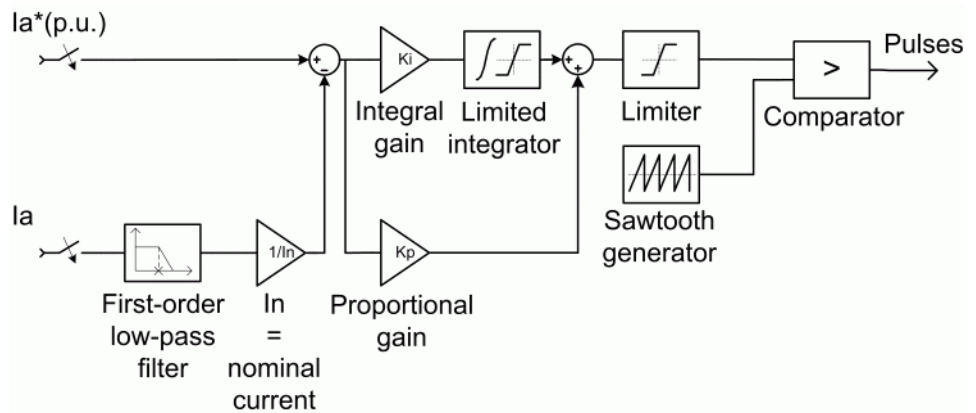 Ia*(p.u.)
Ki
Integral
gain
Limited
integrator
Limiter
>
Comparator
Pulses
Sawtooth
generator
Ia
First-order
low-pass
filter
1/In
In
=
nominal
current
Kp
Proportional
gain
+
-
+
+